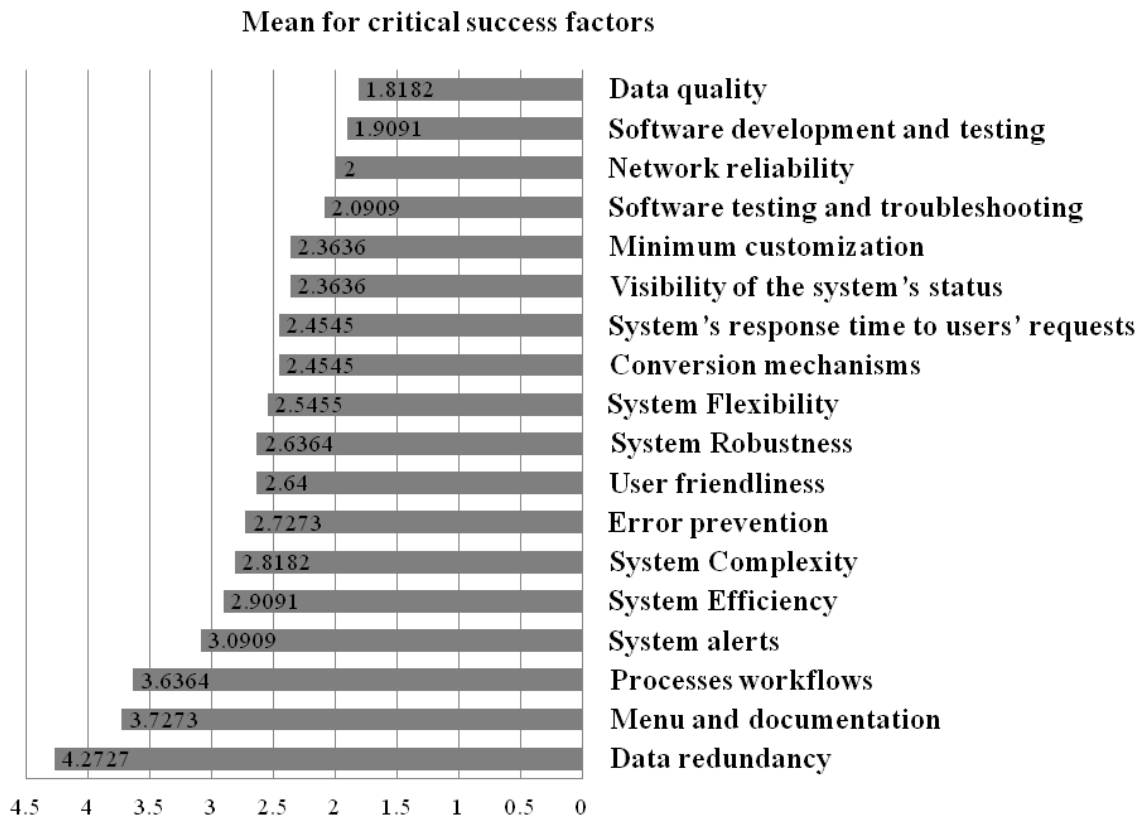 Mean for critical success factors
1.8182 Data quality
1.9091 Software development and testing
2 Network reliability
2.0909 Software testing and troubleshooting
2.3636 Minimum customization
2.3636 Visibility of the system’s status
2.4545 System’s response time to users’ requests
2.4545 Conversion mechanisms
2.5455 System Flexibility
2.6364 System Robustness
2.64 User friendliness
2.7273 Error prevention
2.8182 System Complexity
2.9091 System Efficiency
3.0909 System alerts
3.6364 Processes workflows
3.7273 Menu and documentation
4.2727 Data redundancy
4.5 4 3.5 3 2.5 2 1.5 1 0.5 0